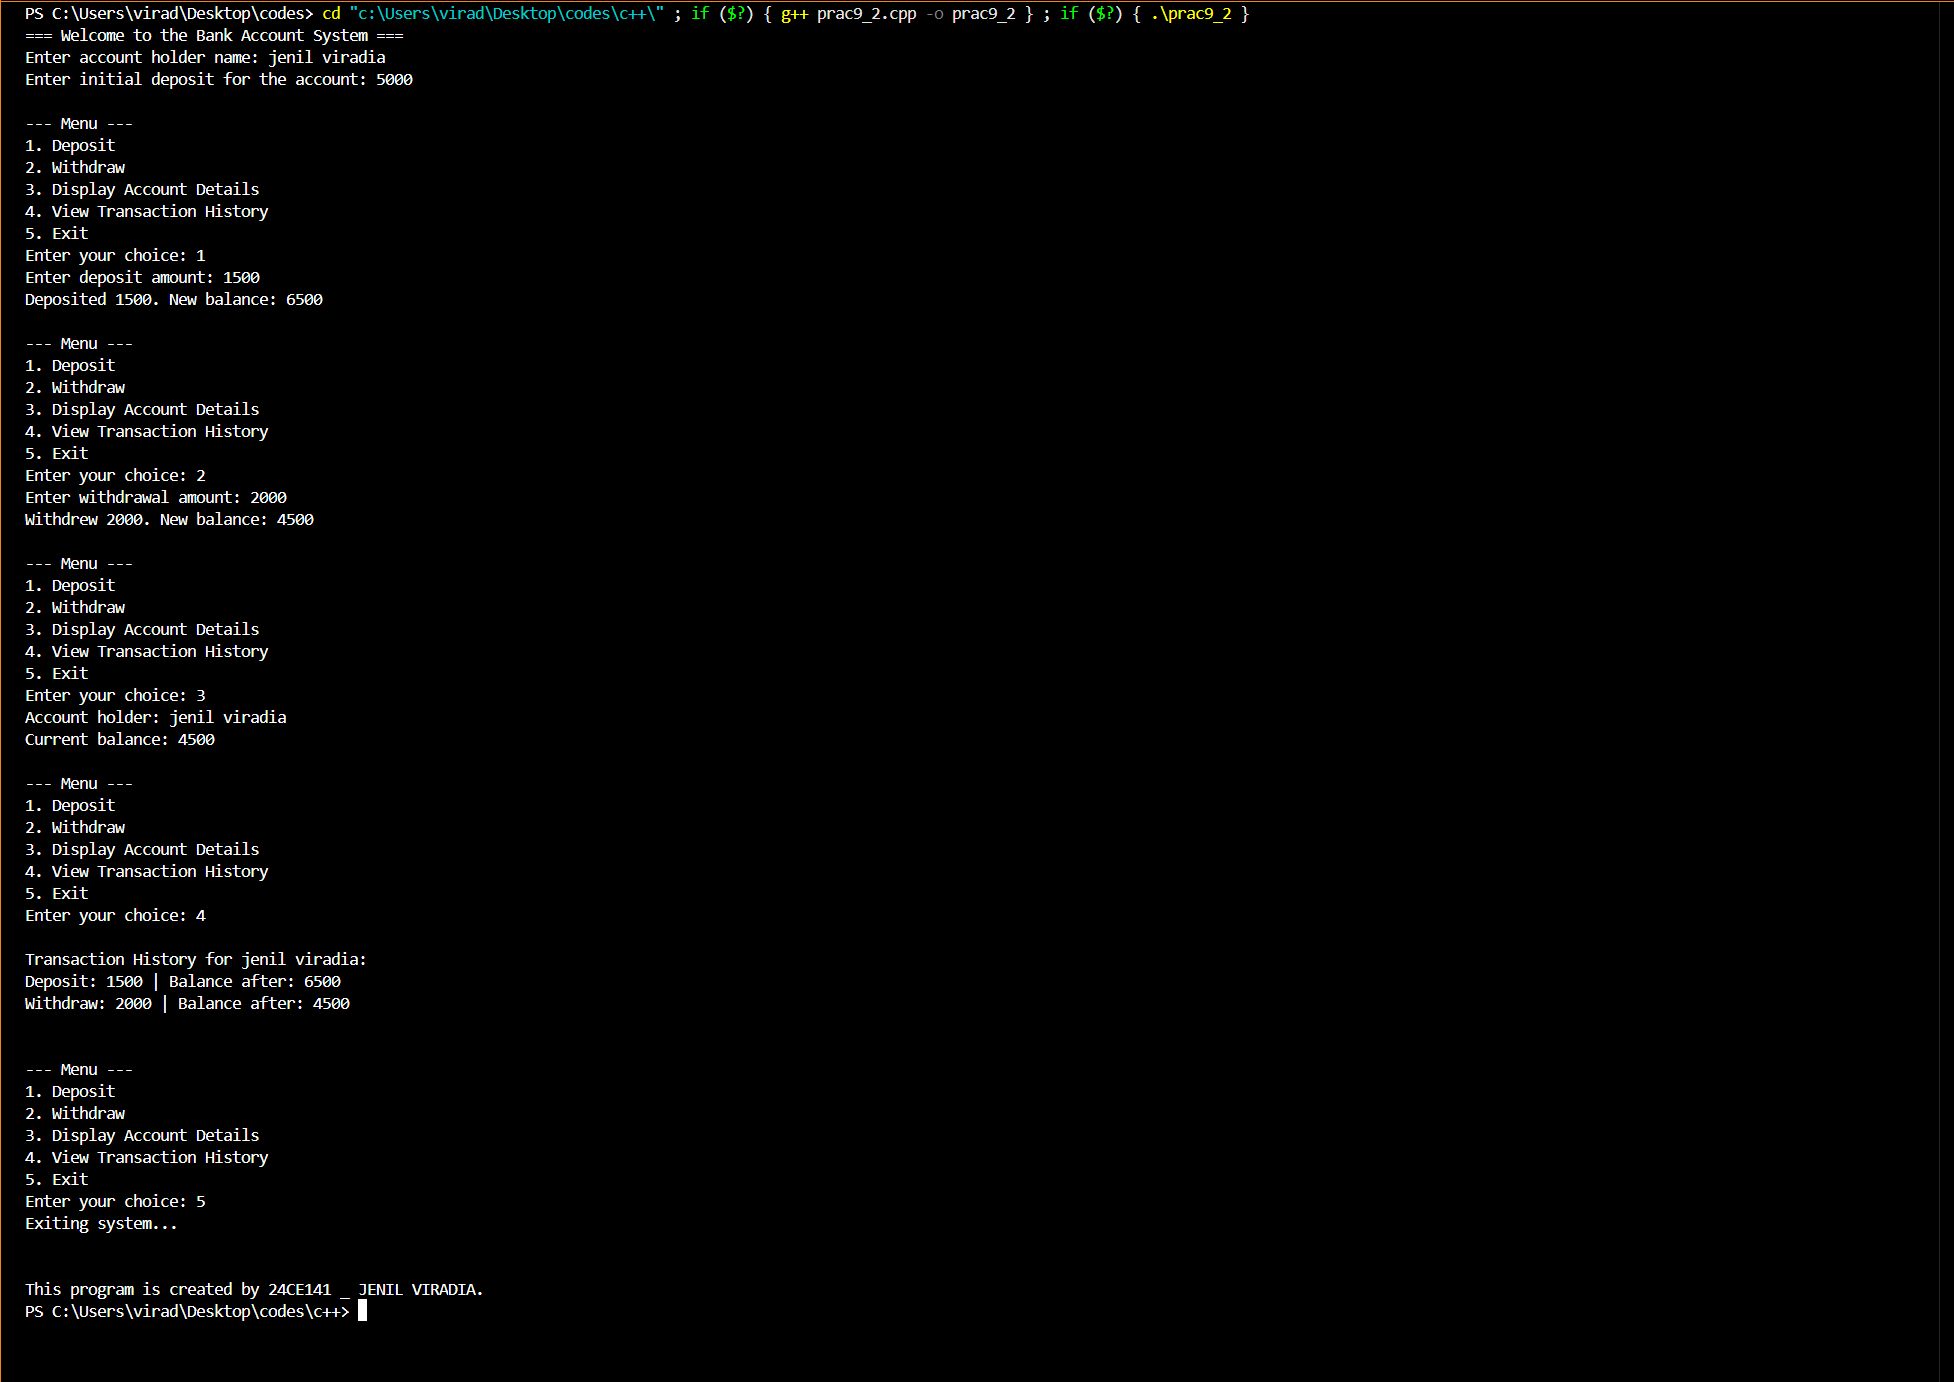 PS C:\Users\virad\Desktop\codes> cd "c:\Users\virad\Desktop\codes\c++\" ; if ($?) { g++ prac9_2.cpp -o prac9_2 } ; if ($?) { .\prac9_2 }
=== Welcome to the Bank Account System ===
Enter account holder name: jenil viradia
Enter initial deposit for the account: 5000

--- Menu ---
1. Deposit
2. Withdraw
3. Display Account Details
4. View Transaction History
5. Exit
Enter your choice: 1
Enter deposit amount: 1500
Deposited 1500. New balance: 6500

--- Menu ---
1. Deposit
2. Withdraw
3. Display Account Details
4. View Transaction History
5. Exit
Enter your choice: 2
Enter withdrawal amount: 2000
Withdrew 2000. New balance: 4500

--- Menu ---
1. Deposit
2. Withdraw
3. Display Account Details
4. View Transaction History
5. Exit
Enter your choice: 3
Account holder: jenil viradia
Current balance: 4500

--- Menu ---
1. Deposit
2. Withdraw
3. Display Account Details
4. View Transaction History
5. Exit
Enter your choice: 4

Transaction History for jenil viradia:
Deposit: 1500 | Balance after: 6500
Withdraw: 2000 | Balance after: 4500


--- Menu ---
1. Deposit
2. Withdraw
3. Display Account Details
4. View Transaction History
5. Exit
Enter your choice: 5
Exiting system...


This program is created by 24CE141 _ JENIL VIRADIA.
PS C:\Users\virad\Desktop\codes\c++>